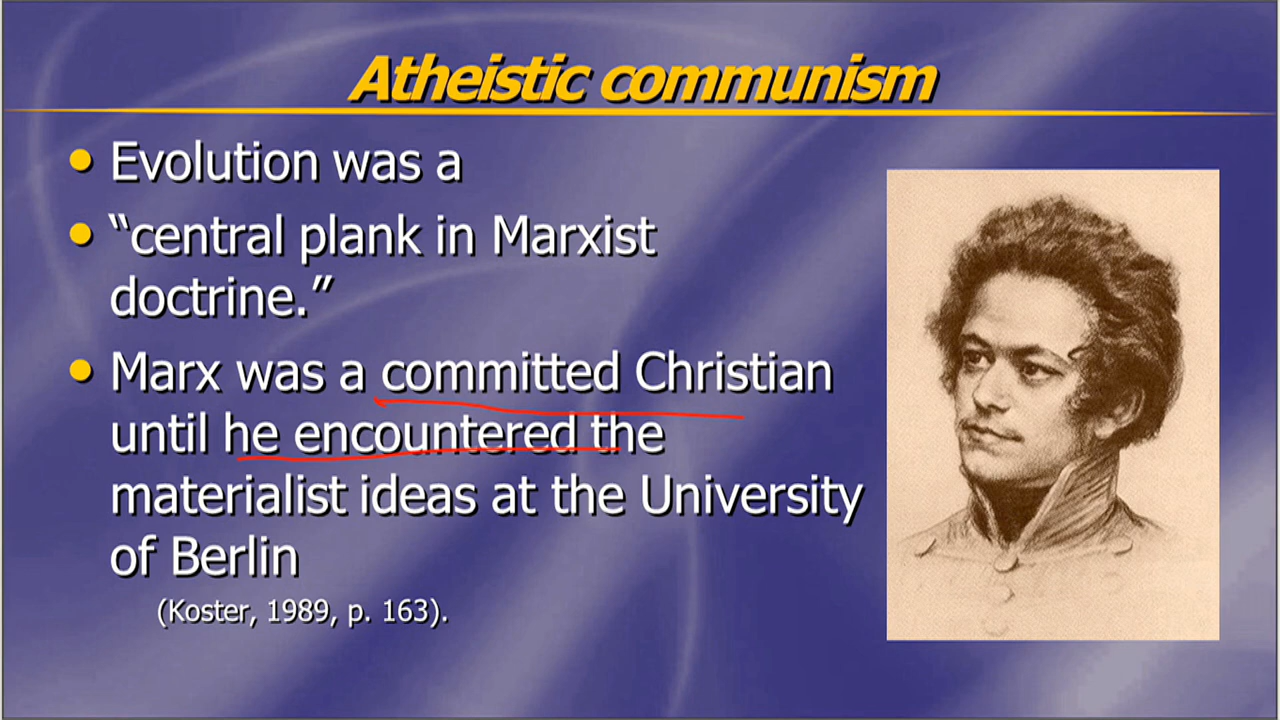 Atheistic communism
• Evolution was a
• “central plank in Marxist
doctrine.”
• Marx was a committed Christian
until he encountered the
materialist ideas at the University
of Berlin
(Koster, 1989, p. 163).